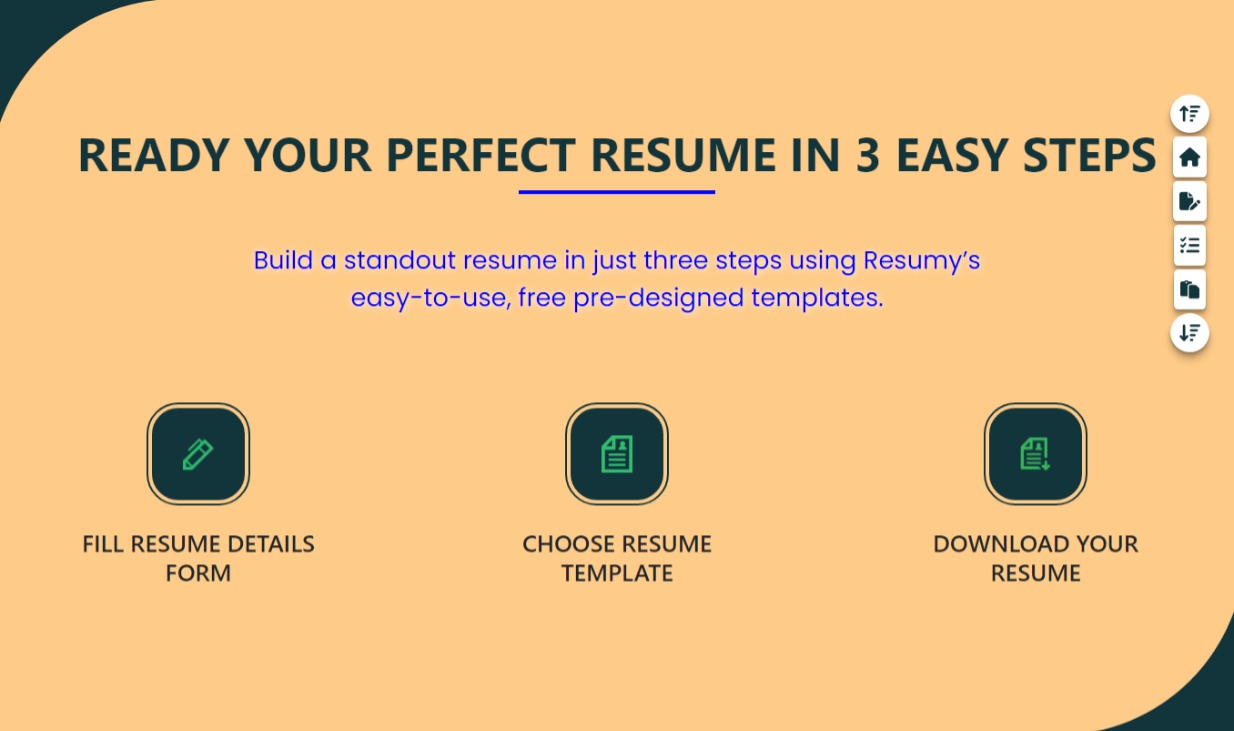 READY YOUR PERFECT RESUME IN 3 EASY STEPS
Build a standout resume in just three steps using Resumy’s
easy-to-use, free pre-designed templates.
FILL RESUME DETAILS
FORM
CHOOSE RESUME
TEMPLATE
DOWNLOAD YOUR
RESUME